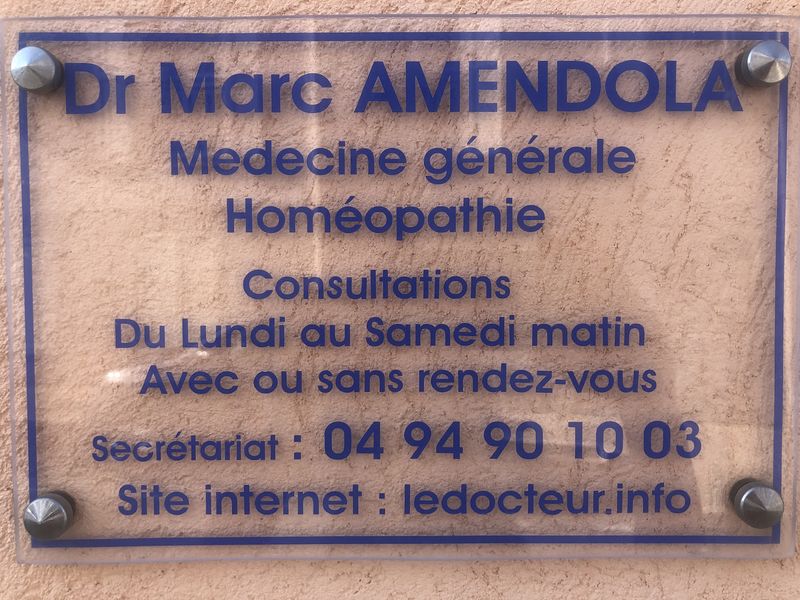 Dr Marc AMENDOLA
Medecine générale
Homéopathie
Consultations
Du Lundi au Samedi matin
Avec ou sans rendez-vous
Secrétariat : 04 94 90 10 03
Site internet : ledocteur.info